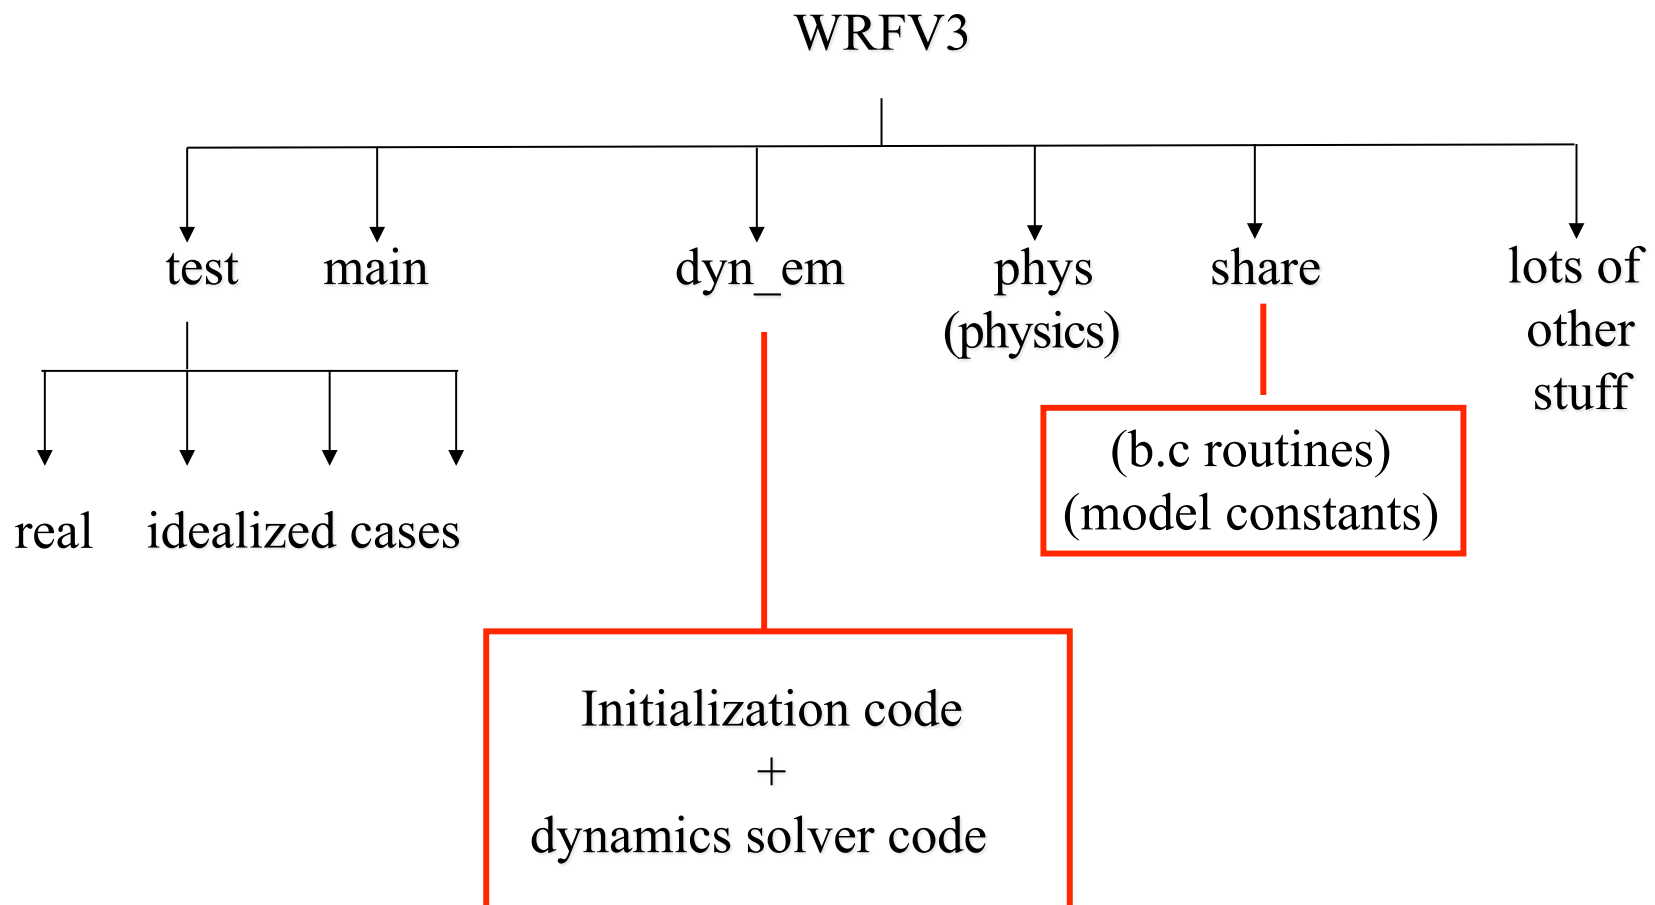 WRFV3
test
main
dyn_em
phys
(physics)
share
lots of
other
stuff
(b.c routines)
(model constants)
real
idealized cases
Initialization code
+
dynamics solver code